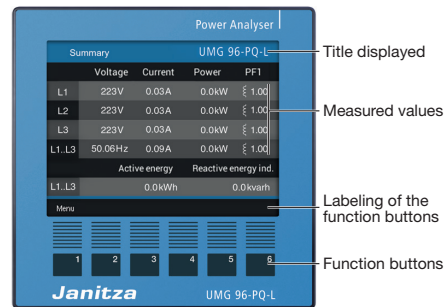 Power Analyser
Summary UMG 96-PQ-L
Title displayed
Voltage Current Power PF1
L1 223V 0.03A 0.0kW 1.00
Measured values
L2 223V 0.03A 0.0kW 1.00
L3 223V 0.03A 0.0kW 1.00
L1..L3 50.06Hz 0.09A 0.0kW 1.00
Active energy Reactive energy ind.
L1..L3 0.0kWh 0.0kvarh
Menu
Labeling of the
function buttons
1 2 3 4 5 6
Function buttons
Janitza UMG 96-PQ-L